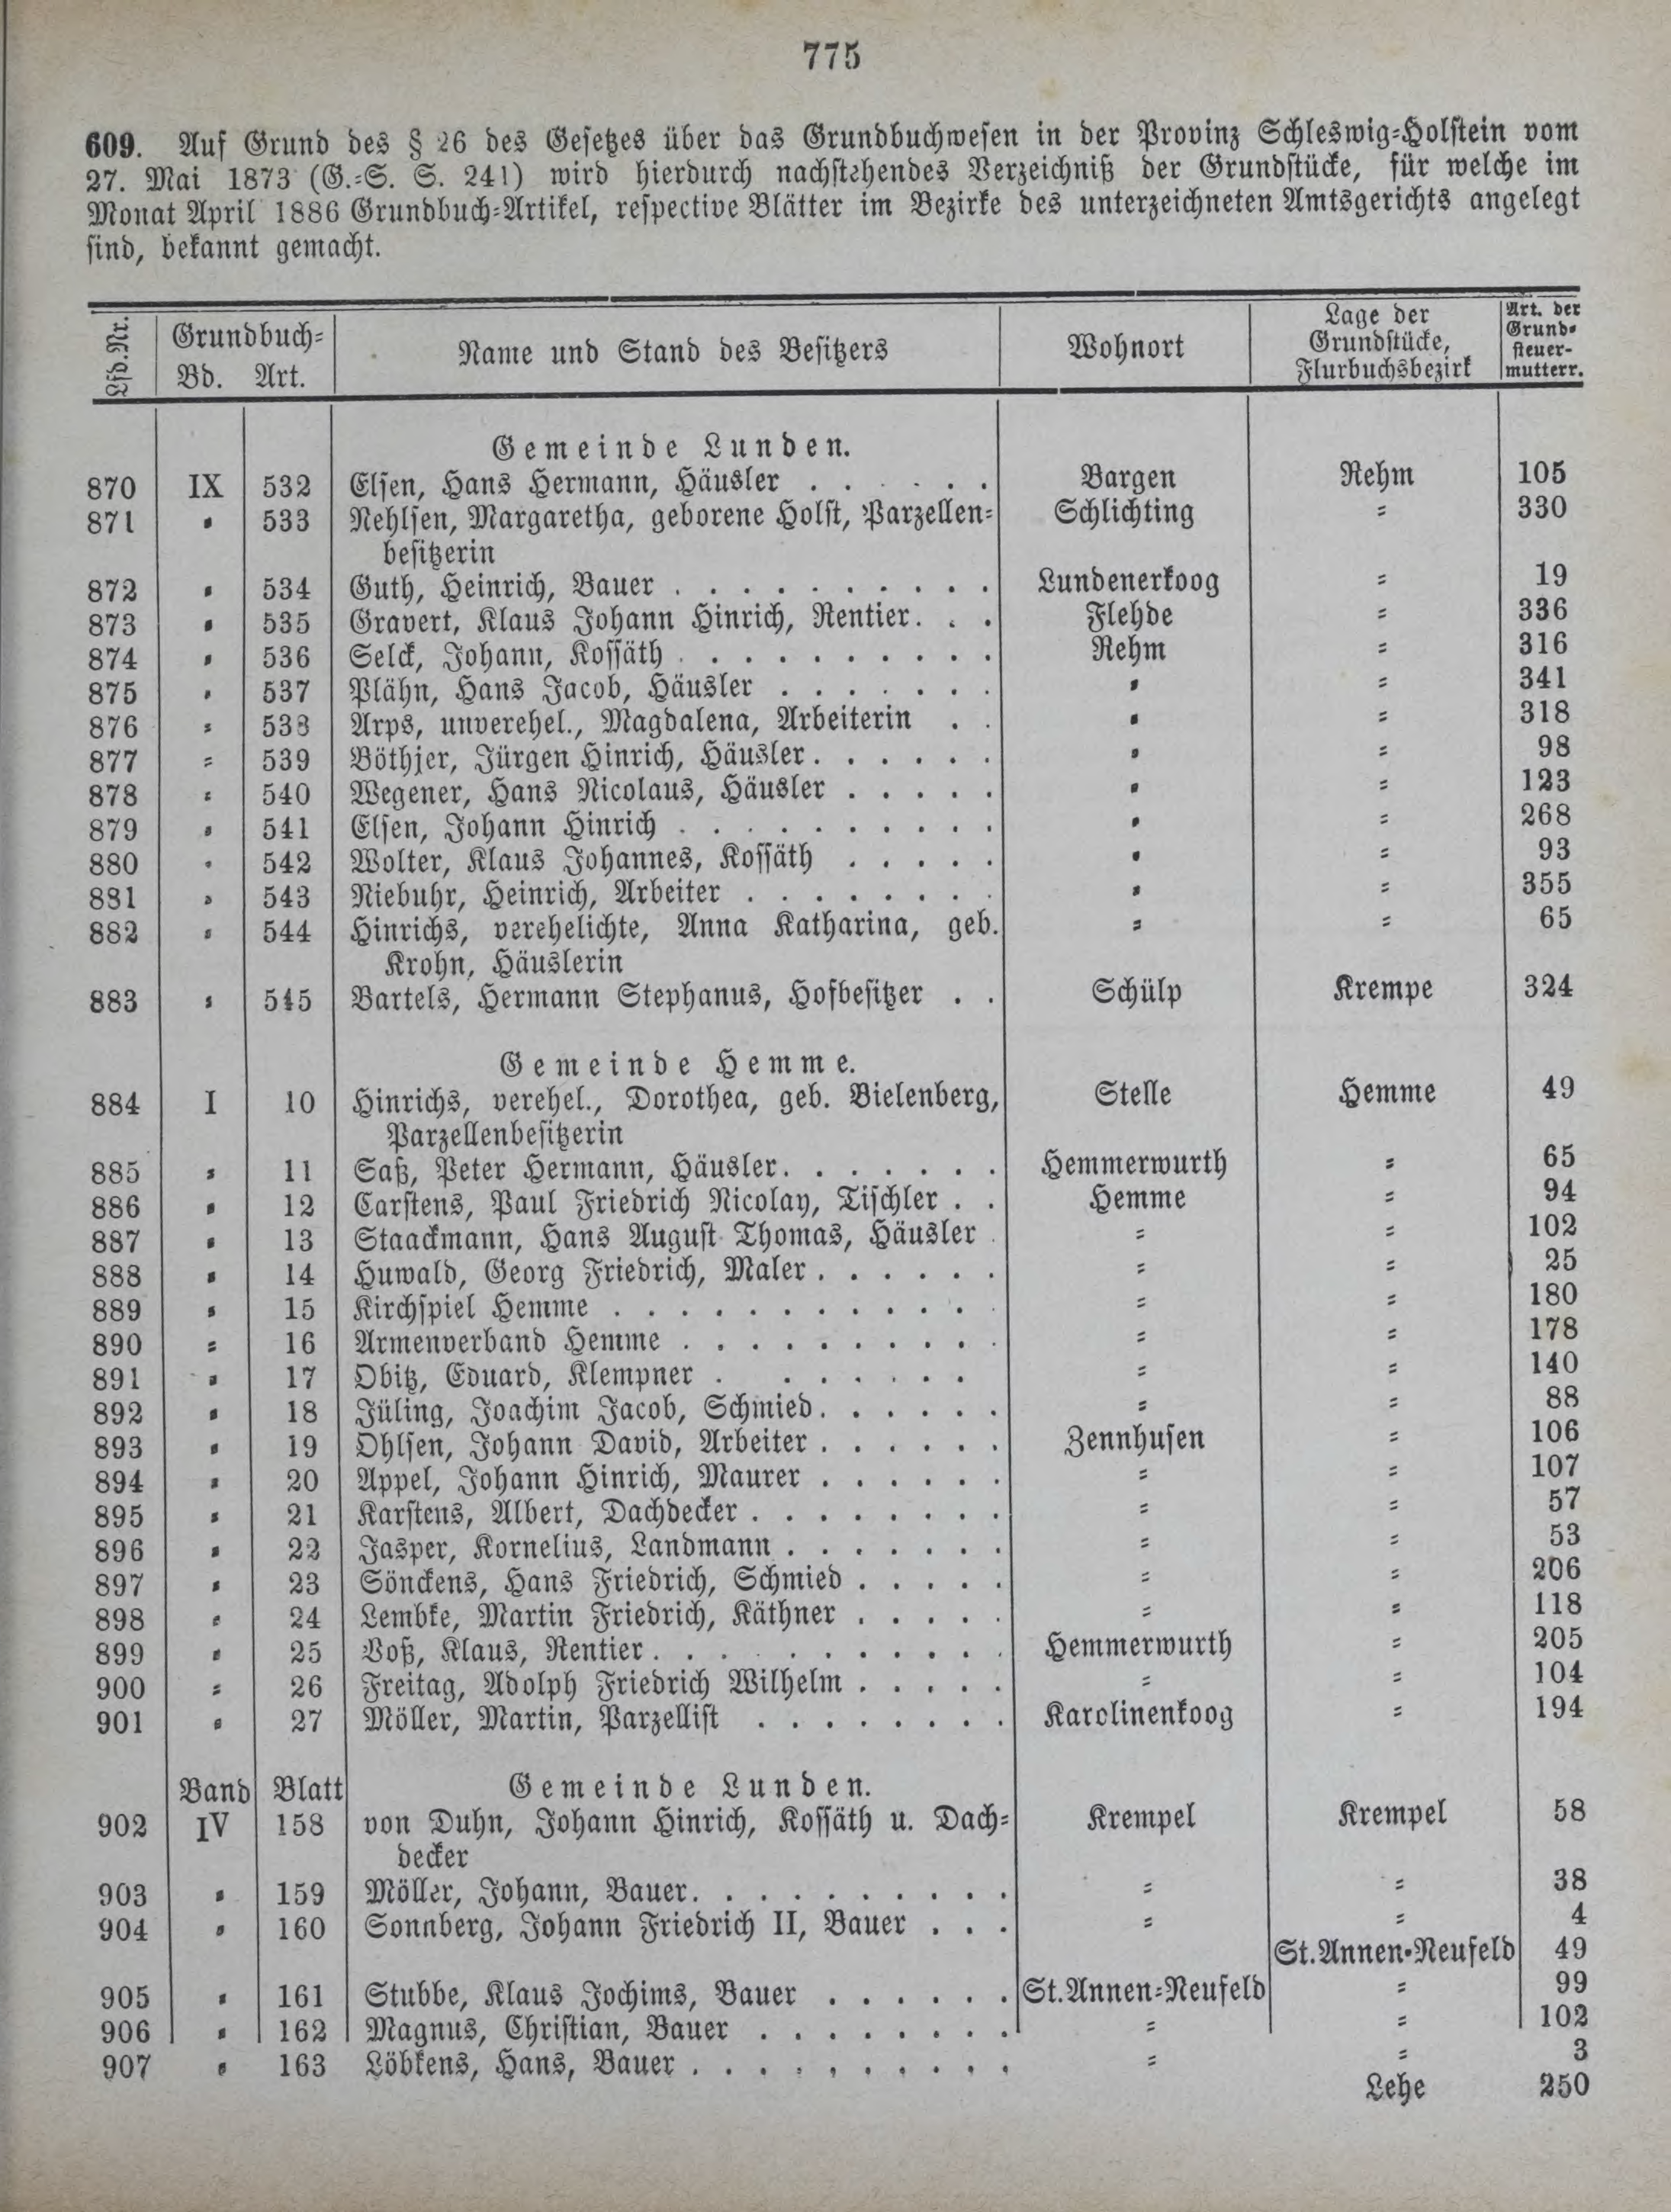 775
609. Auf Grund des § 26 des Gesetzes über das Grundbuchwesen in der Provinz Schleswig-Holstein vom
27. Mai 1873 (G.-S. S. 241) wird hierdurch nachstehendes Verzeichniß der Grundstücke, für welche im
Monat April 1886 Grundbuch-Artikel, respective Blätter im Bezirke des unterzeichneten Amtsgerichts angelegt
sind, bekannt gemacht.
Lfd. Nr. Grundbuch- Bd. Art. Name und Stand des Besitzers Wohnort Lage der Grundstücke, Flurbuchsbezirk Art. der Grund-steuer-mutterr.
Gemeinde Lunden.
870 IX 532 Elsen, Hans Hermann, Häusler . . . . . . Bargen Rehm 105
871 " 533 Nehlsen, Margaretha, geborene Holst, Parzellen- Schlichting " 330
besitzerin
872 " 534 Guth, Heinrich, Bauer . . . . . . . . . Lundenerkoog " 19
873 " 535 Gravert, Klaus Johann Hinrich, Rentier. . . Flehde " 336
874 " 536 Selck, Johann, Kossäth . . . . . . . . . Rehm " 316
875 " 537 Plähn, Hans Jacob, Häusler . . . . . . " " 341
876 " 538 Arps, unverehel., Magdalena, Arbeiterin . . " " 318
877 " 539 Böthjer, Jürgen Hinrich, Häusler. . . . . . " " 98
878 " 540 Wegener, Hans Nicolaus, Häusler . . . . . " " 123
879 " 541 Elsen, Johann Hinrich . . . . . . . . . " " 268
880 " 542 Wolter, Klaus Johannes, Kossäth . . . . . " " 93
881 " 543 Niebuhr, Heinrich, Arbeiter . . . . . . . " " 355
882 " 544 Hinrichs, verehelichte, Anna Katharina, geb. " " 65
Krohn, Häuslerin
883 " 545 Bartels, Hermann Stephanus, Hofbesitzer . . Schülp Krempe 324
Gemeinde Hemme.
884 I 10 Hinrichs, verehel., Dorothea, geb. Bielenberg, Stelle Hemme 49
Parzellenbesitzerin
885 " 11 Saß, Peter Hermann, Häusler. . . . . . . Hemmerwurth " 65
886 " 12 Carstens, Paul Friedrich Nicolay, Tischler . . Hemme " 94
887 " 13 Staackmann, Hans August Thomas, Häusler . " " 102
888 " 14 Huwald, Georg Friedrich, Maler . . . . . . " " 25
889 " 15 Kirchspiel Hemme . . . . . . . . . . . " " 180
890 " 16 Armenverband Hemme . . . . . . . . . " " 178
891 " 17 Obitz, Eduard, Klempner . . . . . . . " " 140
892 " 18 Jüling, Joachim Jacob, Schmied. . . . . . " " 88
893 " 19 Ohlsen, Johann David, Arbeiter . . . . . . Zennhusen " 106
894 " 20 Appel, Johann Hinrich, Maurer . . . . . . " " 107
895 " 21 Karstens, Albert, Dachdecker . . . . . . . . " " 57
896 " 22 Jasper, Kornelius, Landmann . . . . . . . " " 53
897 " 23 Sönckens, Hans Friedrich, Schmied . . . . . " " 206
898 " 24 Lembke, Martin Friedrich, Käthner . . . . . " " 118
899 " 25 Voß, Klaus, Rentier . . . . . . . . . . Hemmerwurth " 205
900 " 26 Freitag, Adolph Friedrich Wilhelm . . . . . " " 104
901 " 27 Möller, Martin, Parzellist . . . . . . . . Karolinenkoog " 194
Band Blatt Gemeinde Lunden.
902 IV 158 von Duhn, Johann Hinrich, Kossäth u. Dach- Krempel Krempel 58
decker
903 " 159 Möller, Johann, Bauer. . . . . . . . . . " " 38
904 " 160 Sonnberg, Johann Friedrich II, Bauer . . . " " 4
St.Annen-Neufeld 49
905 " 161 Stubbe, Klaus Jochims, Bauer . . . . . . St.Annen-Neufeld " 99
906 " 162 Magnus, Christian, Bauer . . . . . . . . " " 102
907 " 163 Löbkens, Hans, Bauer . . . . . . . . . . " " 3
Lehe 250